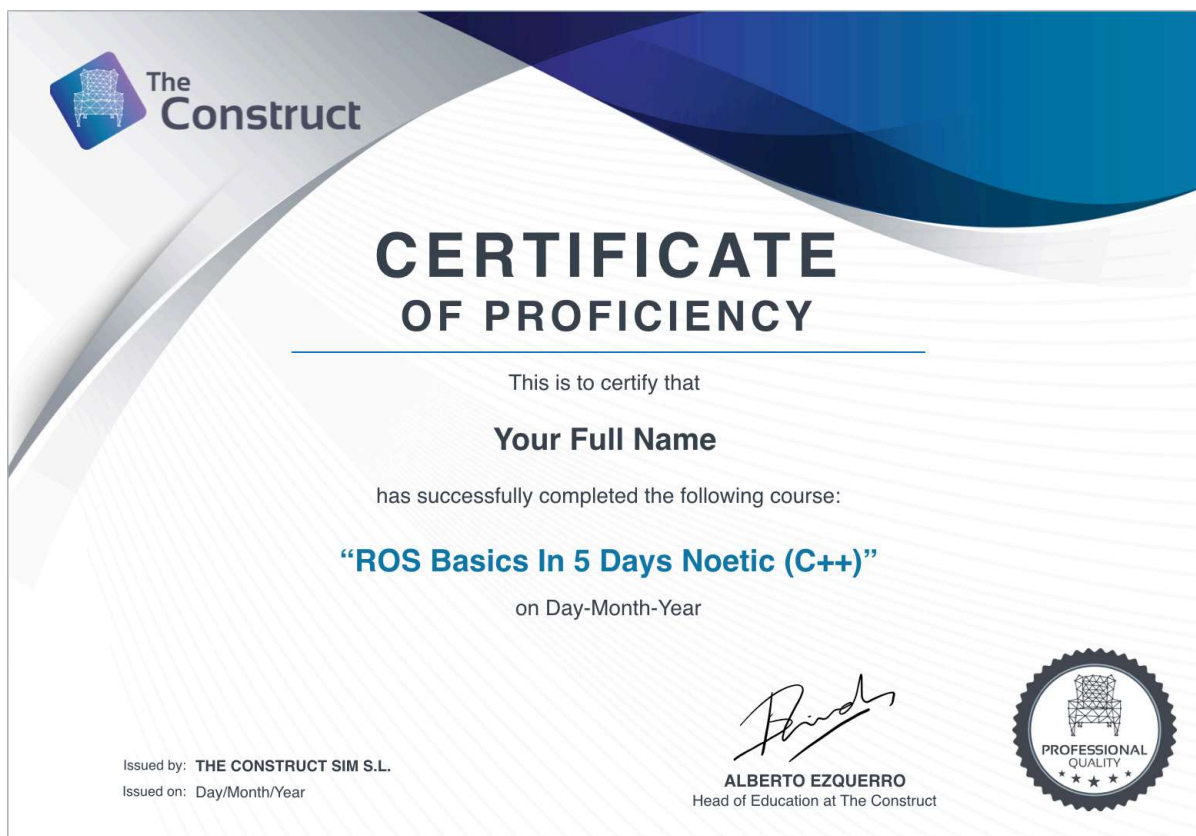 The
Construct
CERTIFICATE
OF PROFICIENCY
This is to certify that
Your Full Name
has successfully completed the following course:
“ROS Basics In 5 Days Noetic (C++)”
on Day-Month-Year
Issued by: THE CONSTRUCT SIM S.L.
Issued on: Day/Month/Year
ALBERTO EZQUERRO
Head of Education at The Construct
PROFESSIONAL
QUALITY